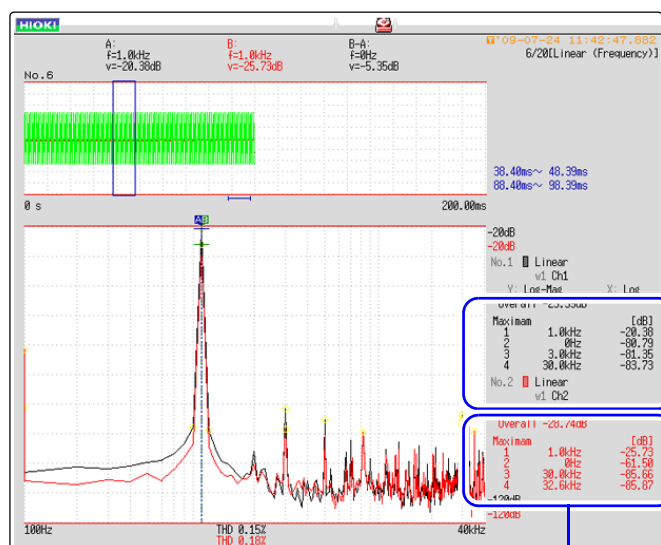 HIOKI
A:
f=1.0kHz
v=-20.38dB
B:
f=1.0kHz
v=-25.73dB
B-A:
f=0Hz
v=-5.35dB
'09-07-24 11:42:47.882
6/20[Linear (Frequency)]
No.6
38.40ms~ 48.39ms
88.40ms~ 98.39ms
0 s
200.00ms
AB
-20dB
-20dB
No.1 Linear
w1 Ch1
Y: Log-Mag X: Log
Maximam [dB]
1 1.0kHz -20.38
2 0Hz -80.79
3 3.0kHz -81.35
4 30.0kHz -83.73
No.2 Linear
w1 Ch2
Overall -28.74dB
Maximam [dB]
1 1.0kHz -25.73
2 0Hz -61.50
3 30.0kHz -85.66
4 32.6kHz -85.87
-120dB
-120dB
100Hz
THD 0.15%
THD 0.18%
40kHz